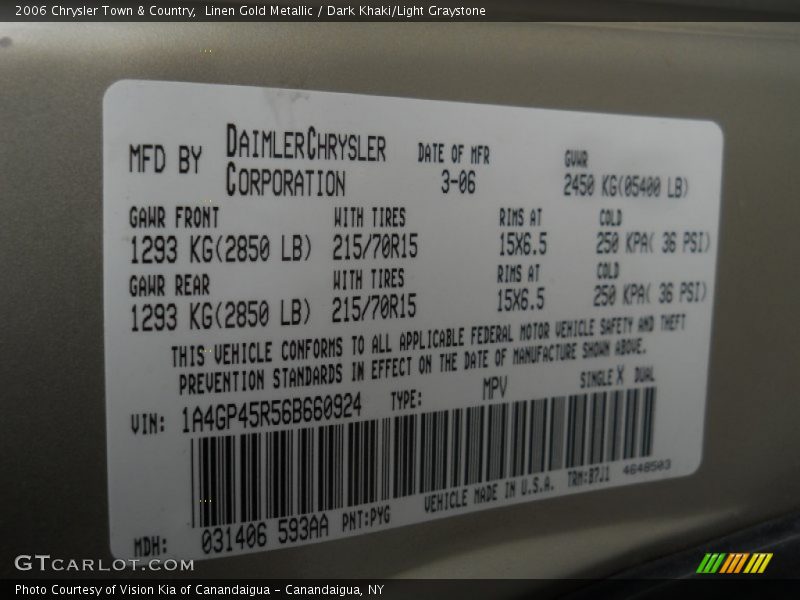 2006 Chrysler Town & Country,  Linen Gold Metallic / Dark Khaki/Light Graystone
MFD BY DAIMLERCHRYSLER CORPORATION DATE OF MFR 3-06 GVWR 2450 KG(05400 LB)
GAWR FRONT WITH TIRES RIMS AT COLD
1293 KG(2850 LB) 215/70R15 15X6.5 250 KPA( 36 PSI)
GAWR REAR WITH TIRES RIMS AT COLD
1293 KG(2850 LB) 215/70R15 15X6.5 250 KPA( 36 PSI)
THIS VEHICLE CONFORMS TO ALL APPLICABLE FEDERAL MOTOR VEHICLE SAFETY AND THEFT
PREVENTION STANDARDS IN EFFECT ON THE DATE OF MANUFACTURE SHOWN ABOVE.
VIN: 1A4GP45R56B660924 TYPE: MPV SINGLE X DUAL
MDH: 031406 593AA PNT:PYG VEHICLE MADE IN U.S.A. TRM:B7J1 4648503
GTCARLOT.COM
Photo Courtesy of Vision Kia of Canandaigua - Canandaigua, NY